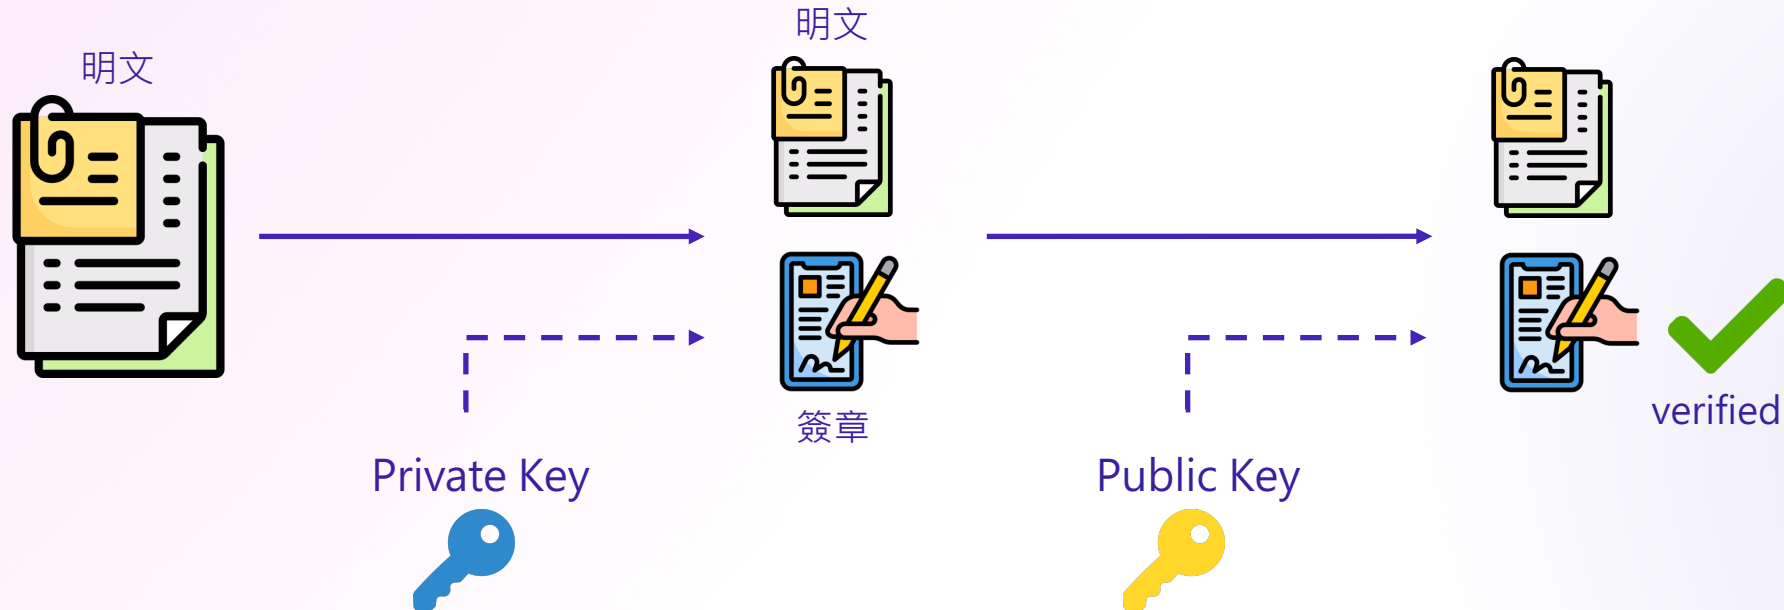 明文
明文
簽章
Private Key
Public Key
verified